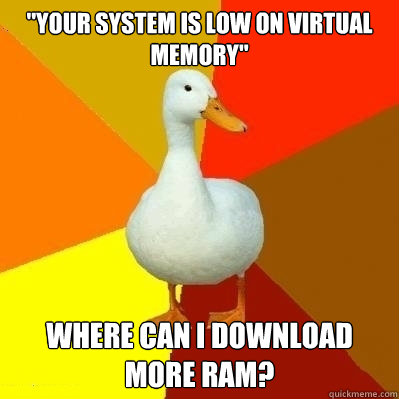 "YOUR SYSTEM IS LOW ON VIRTUAL
MEMORY"
WHERE CAN I DOWNLOAD
MORE RAM?
quickmeme.com